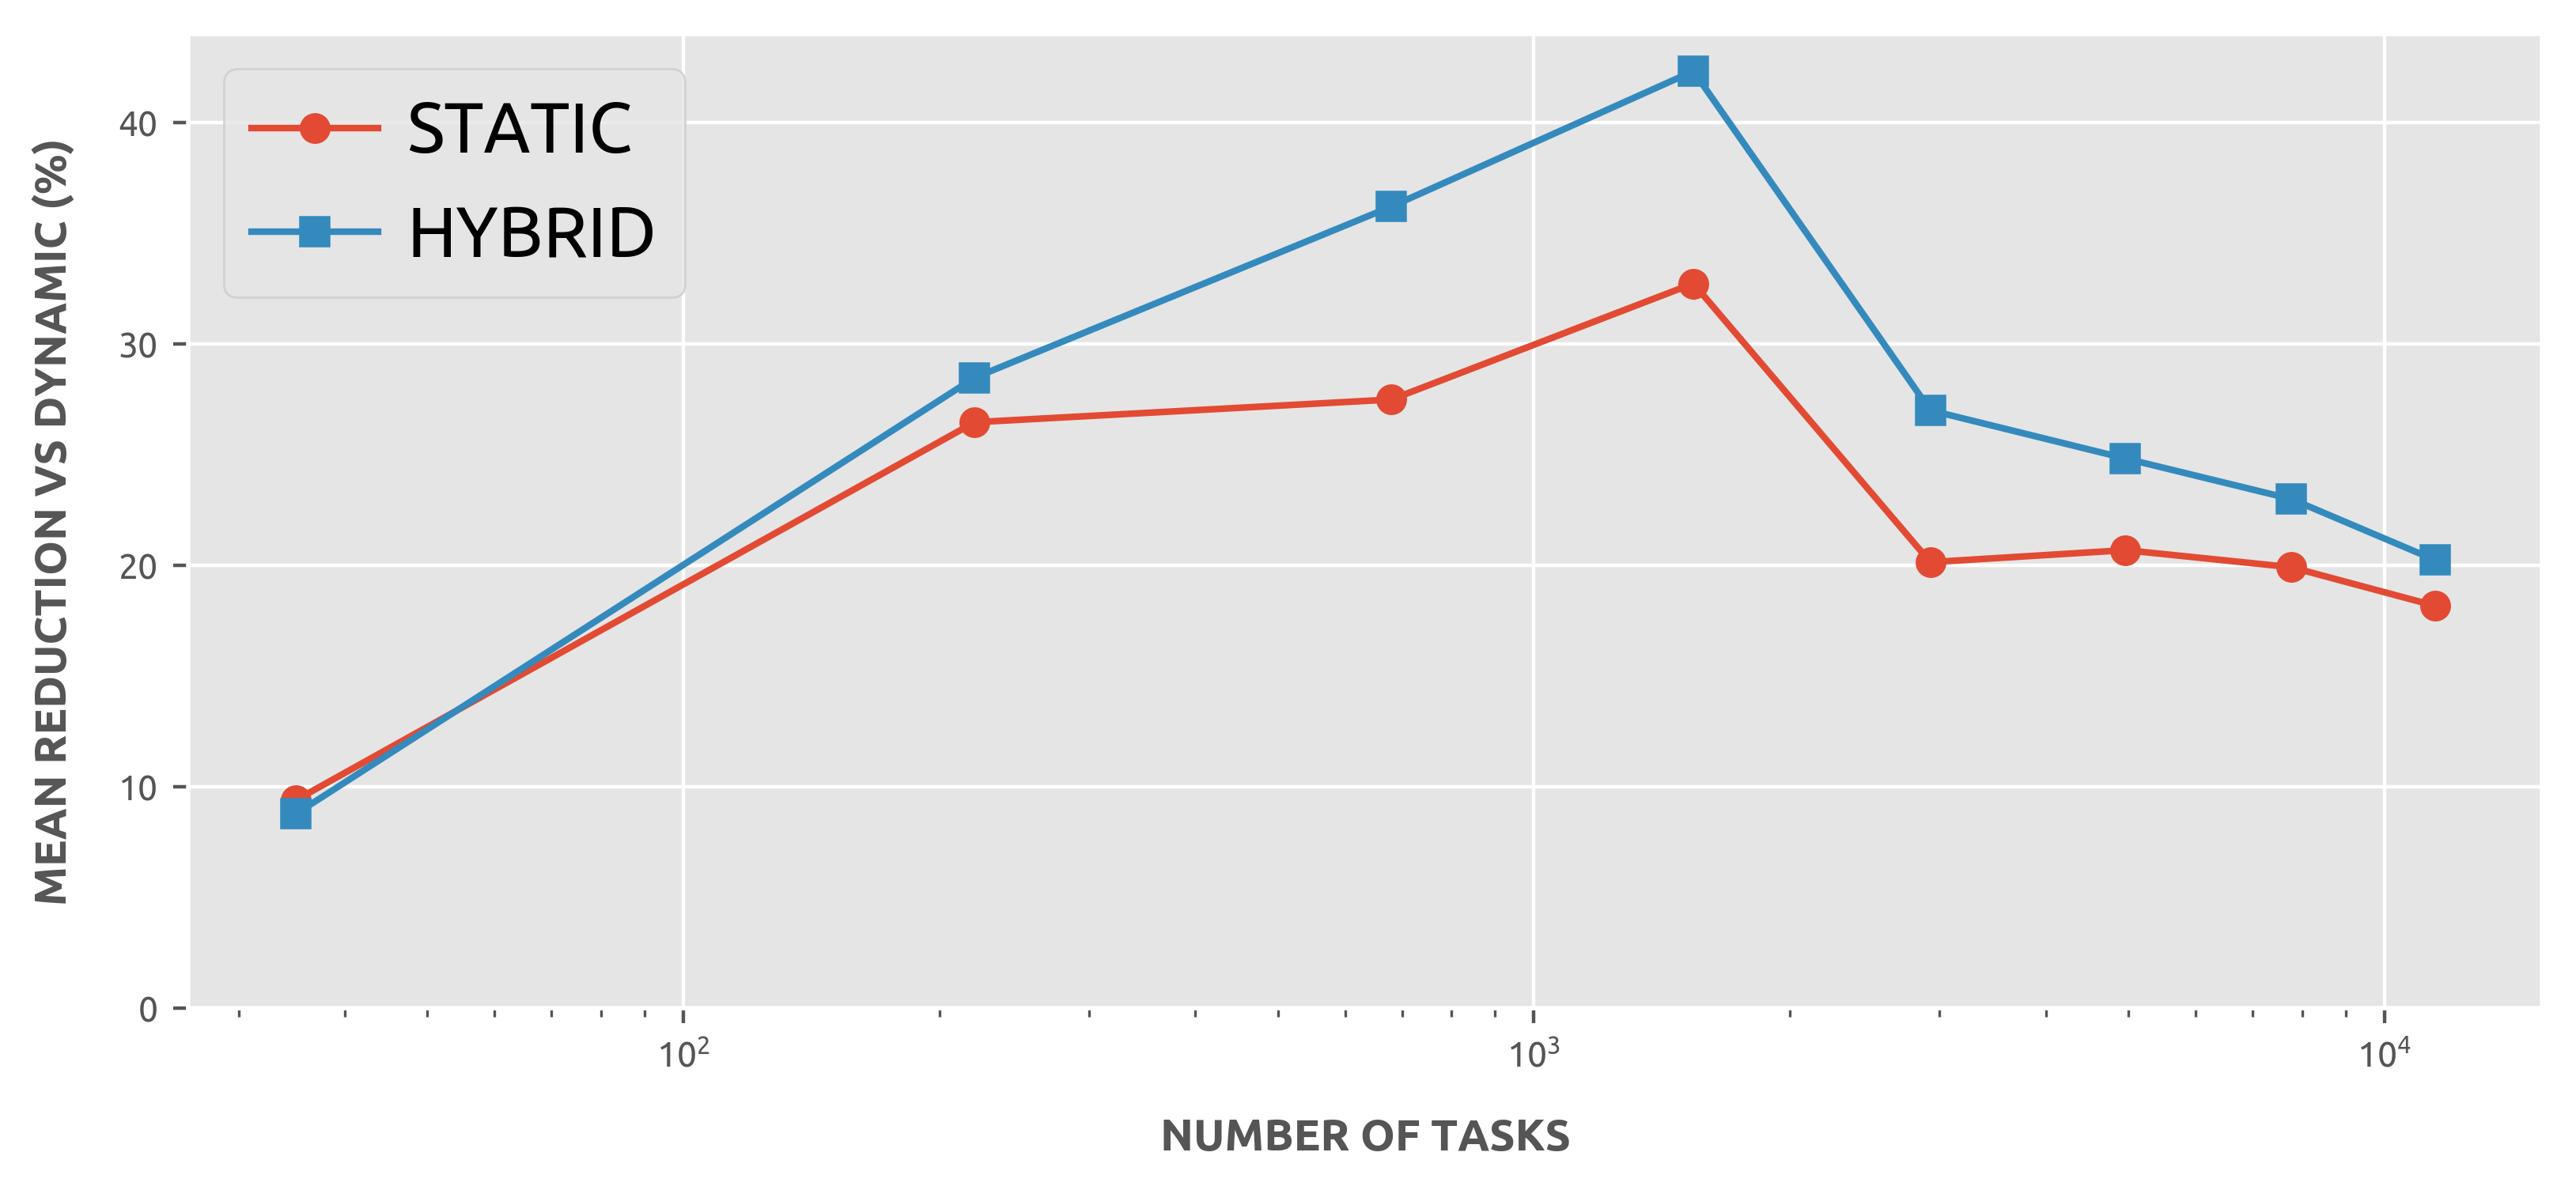 STATIC
HYBRID
MEAN REDUCTION VS DYNAMIC (%)
40
30
20
10
0
10²
10³
10⁴
NUMBER OF TASKS